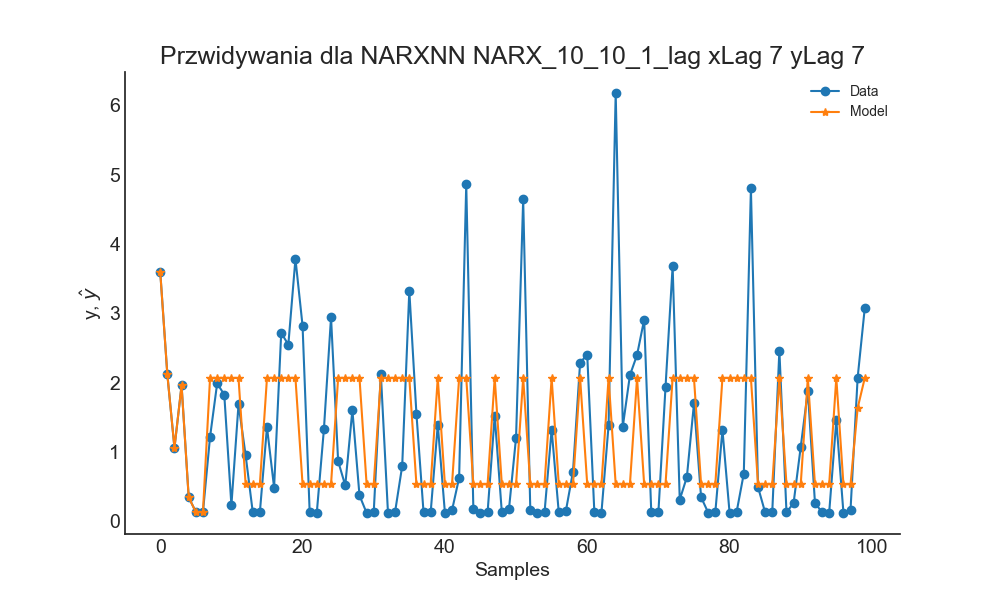 Przwidywania dla NARXNN NARX_10_10_1_lag xLag 7 yLag 7
Data
Model
6
5
4
3
2
1
0
y, ŷ
0 20 40 60 80 100
Samples